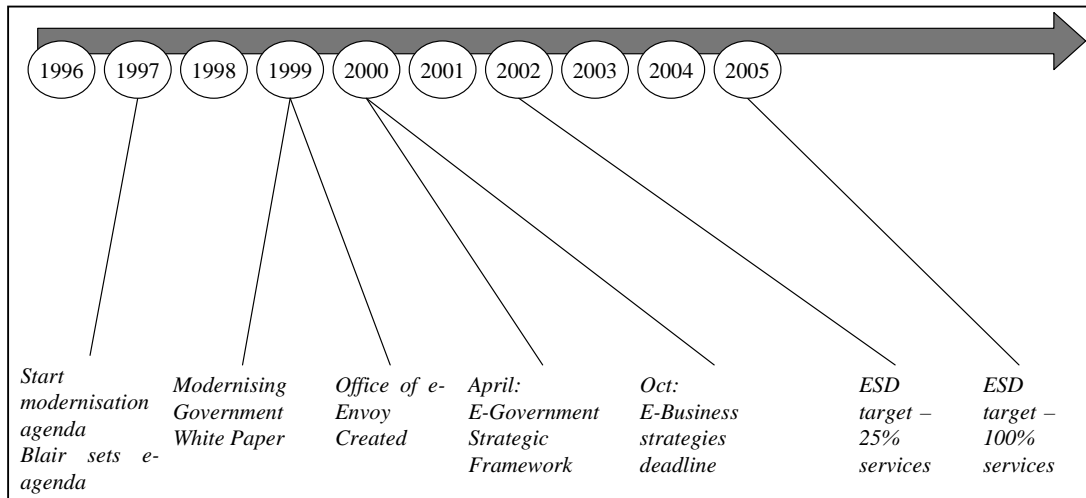 1996 1997 1998 1999 2000 2001 2002 2003 2004 2005
Start
modernisation
agenda
Blair sets e-
agenda
Modernising
Government
White Paper
Office of e-
Envoy
Created
April:
E-Government
Strategic
Framework
Oct:
E-Business
strategies
deadline
ESD
target –
25%
services
ESD
target –
100%
services